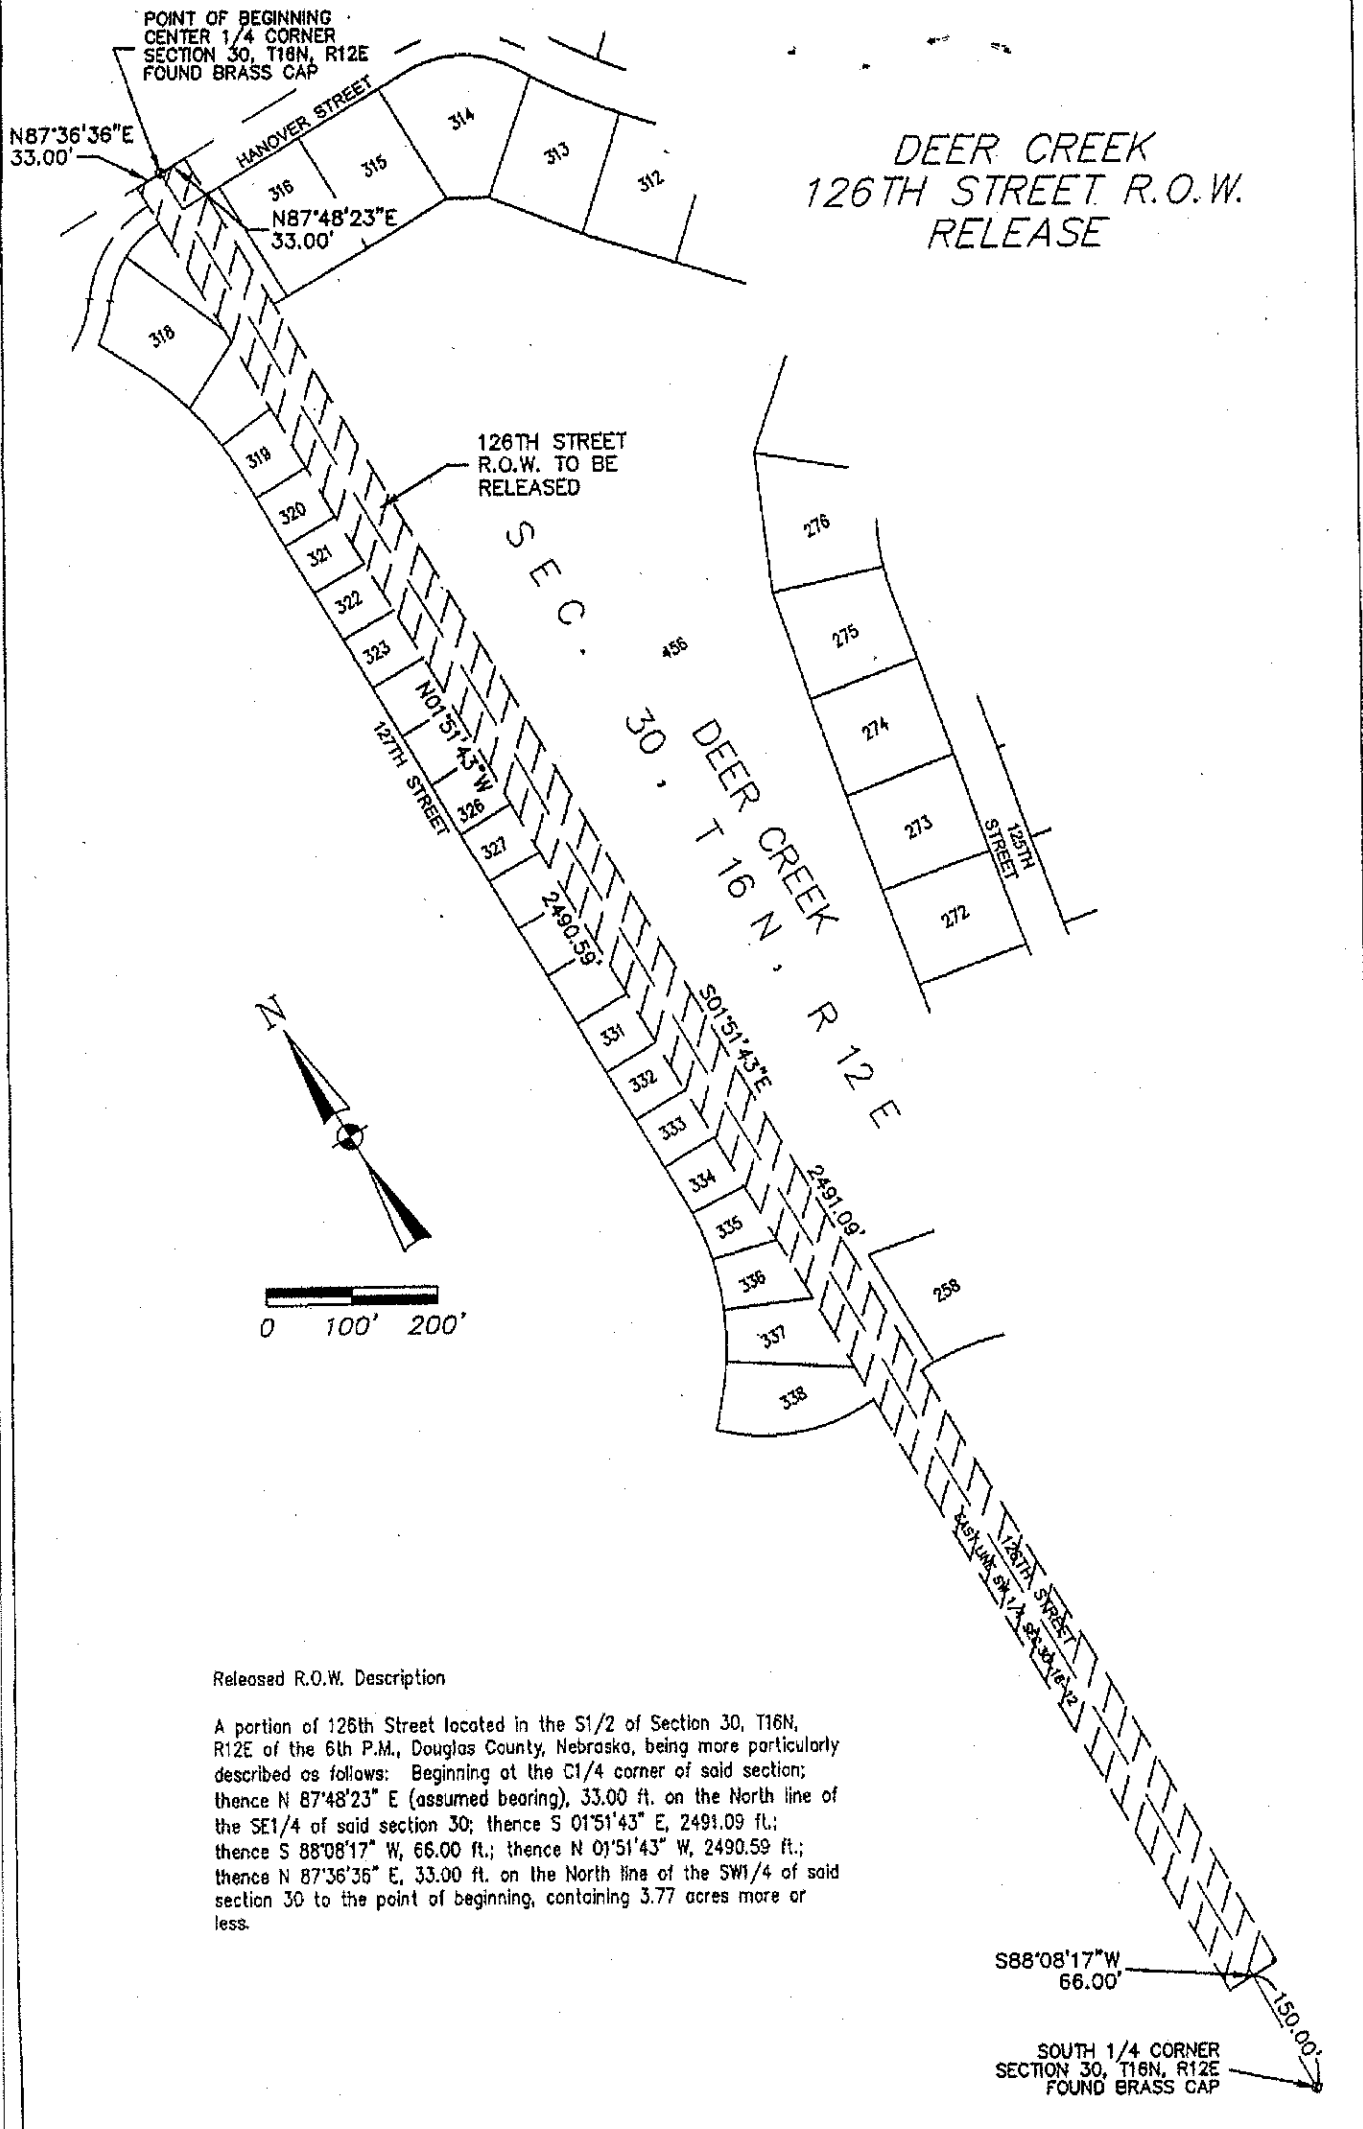 POINT OF BEGINNING
CENTER 1/4 CORNER
SECTION 30, T16N, R12E
FOUND BRASS CAP
N87°36'36"E
33.00'
HANOVER STREET
316
315
314
313
312
N87°48'23"E
33.00'
DEER CREEK
126TH STREET R.O.W.
RELEASE
318
319
320
321
322
323
126TH STREET
R.O.W. TO BE
RELEASED
SEC. 30, T 16 N, R 12 E
456
DEER CREEK
276
275
274
273
272
125TH
STREET
N01°51'43"W
127TH STREET
326
327
2490.59'
331
332
333
334
335
336
337
338
S01°51'43"E
2491.09'
258
N
0 100' 200'
126TH STREET
EAST LINE SW 1/4 SEC 30-16-12
Released R.O.W. Description
A portion of 126th Street located in the S1/2 of Section 30, T16N,
R12E of the 6th P.M., Douglas County, Nebraska, being more particularly
described as follows: Beginning at the C1/4 corner of said section;
thence N 87°48'23" E (assumed bearing), 33.00 ft. on the North line of
the SE1/4 of said section 30; thence S 01°51'43" E, 2491.09 ft.;
thence S 88°08'17" W, 66.00 ft.; thence N 01°51'43" W, 2490.59 ft.;
thence N 87°36'36" E, 33.00 ft. on the North line of the SW1/4 of said
section 30 to the point of beginning, containing 3.77 acres more or
less.
S88°08'17"W
66.00'
150.00'
SOUTH 1/4 CORNER
SECTION 30, T16N, R12E
FOUND BRASS CAP